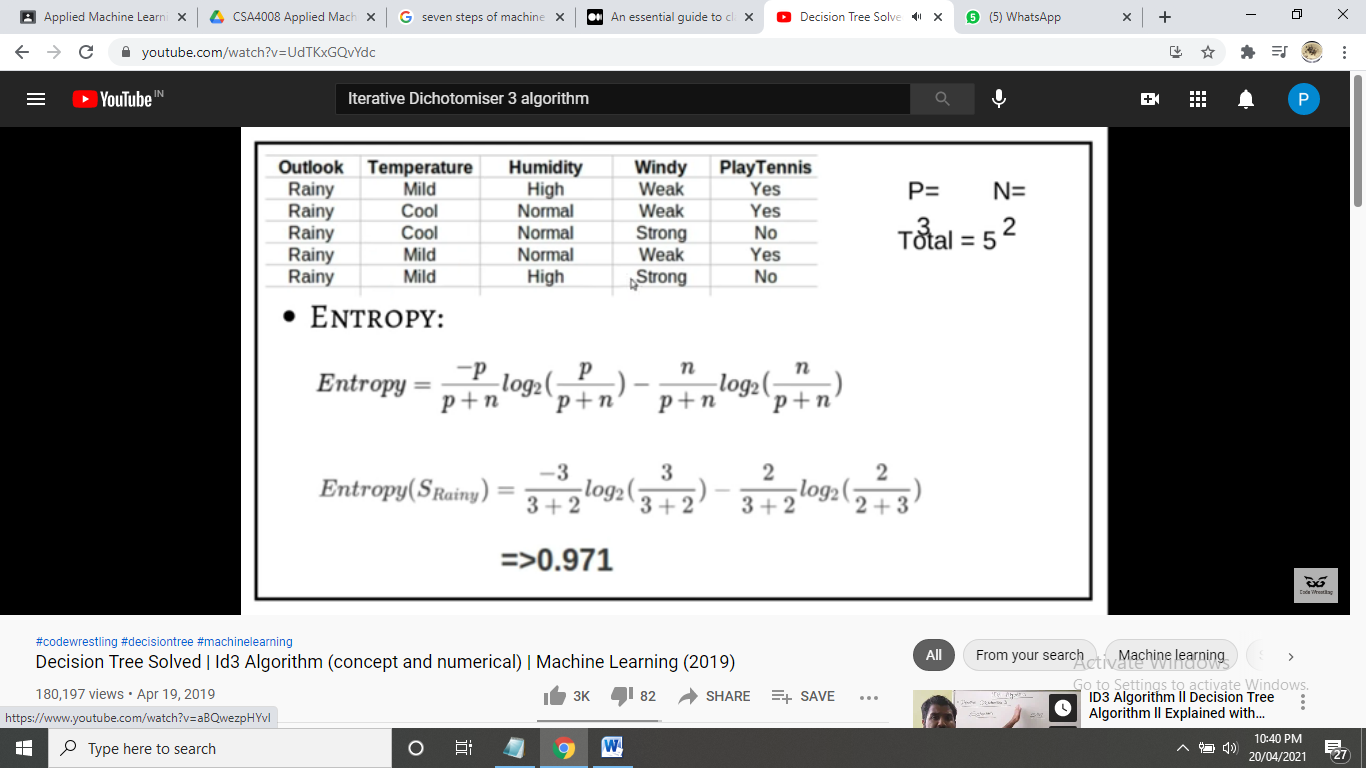 Applied Machine Learni
CSA4008 Applied Mach
seven steps of machine
An essential guide to cl
Decision Tree Solve
(5) WhatsApp
youtube.com/watch?v=UdTKxGQvYdc
YouTube IN
Iterative Dichotomiser 3 algorithm
P
Outlook Temperature Humidity Windy PlayTennis
Rainy Mild High Weak Yes
Rainy Cool Normal Weak Yes
Rainy Cool Normal Strong No
Rainy Mild Normal Weak Yes
Rainy Mild High Strong No
P= N=
3 2
Total = 5
• ENTROPY:
Entropy = -p/(p+n) log₂(p/(p+n)) − n/(p+n) log₂(n/(p+n))
Entropy(S_Rainy) = -3/(3+2) log₂(3/(3+2)) − 2/(3+2) log₂(2/(2+3))
=>0.971
Code Wrestling
#codewrestling #decisiontree #machinelearning
Decision Tree Solved | Id3 Algorithm (concept and numerical) | Machine Learning (2019)
180,197 views • Apr 19, 2019
3K 82 SHARE SAVE
All From your search Machine learning
Activate Windows
Go to Settings to activate Windows.
ID3 Algorithm ll Decision Tree
Algorithm ll Explained with...
https://www.youtube.com/watch?v=aBQwezpHYvI
Type here to search
10:40 PM
20/04/2021
27